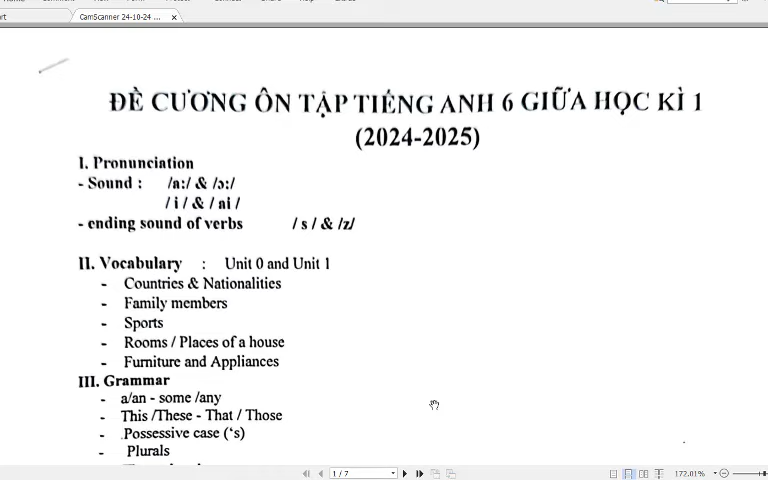 CamScanner 24-10-24 ... ×
ĐỀ CƯƠNG ÔN TẬP TIẾNG ANH 6 GIỮA HỌC KÌ 1
(2024-2025)
I. Pronunciation
- Sound : /a:/ & /ɔ:/
/ i / & / ai /
- ending sound of verbs / s / & /z/
II. Vocabulary : Unit 0 and Unit 1
- Countries & Nationalities
- Family members
- Sports
- Rooms / Places of a house
- Furniture and Appliances
III. Grammar
- a/an - some /any
- This /These - That / Those
- .Possessive case (‘s)
- Plurals
1 / 7
172.01%